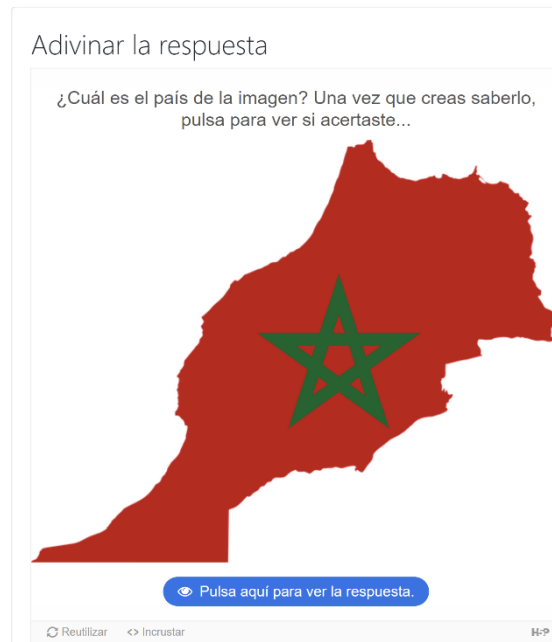 Adivinar la respuesta
¿Cuál es el país de la imagen? Una vez que creas saberlo,
pulsa para ver si acertaste...
Pulsa aquí para ver la respuesta.
Reutilizar <> Incrustar H5P